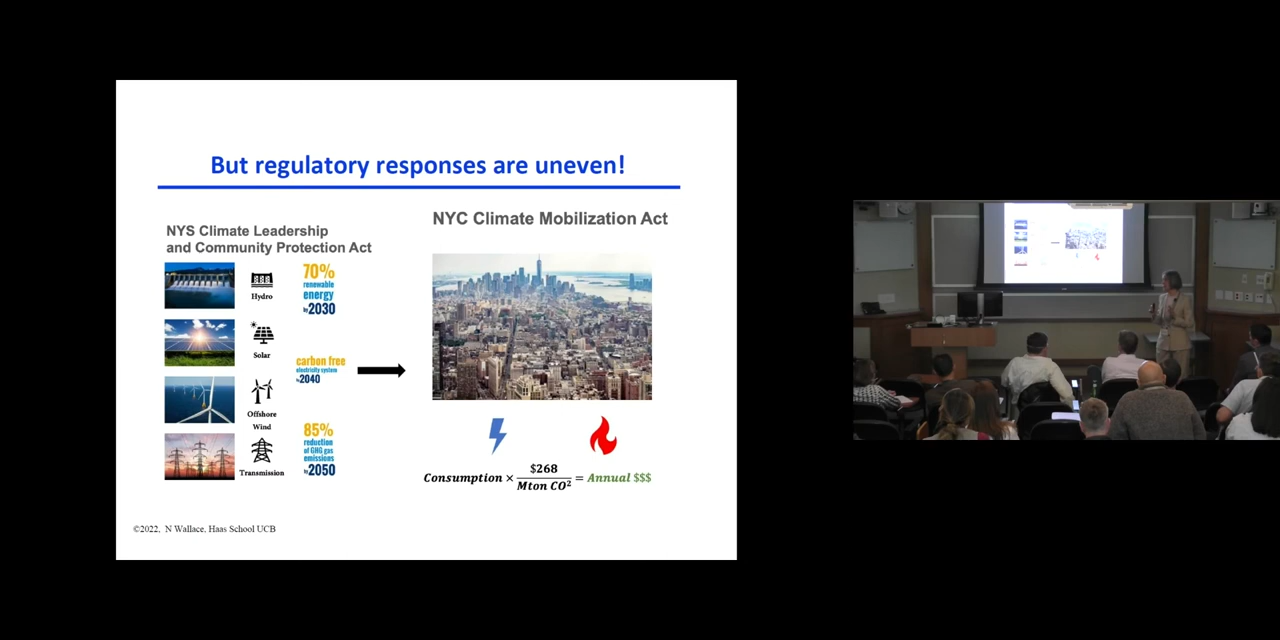 But regulatory responses are uneven!
NYS Climate Leadership
and Community Protection Act
Hydro
70%
renewable
energy
by 2030
Solar
carbon free
electricity system
by 2040
Offshore
Wind
Transmission
85%
reduction
of GHG gas
emissions
by 2050
NYC Climate Mobilization Act
Consumption × $268 / Mton CO² = Annual $$$
©2022, N Wallace, Haas School UCB